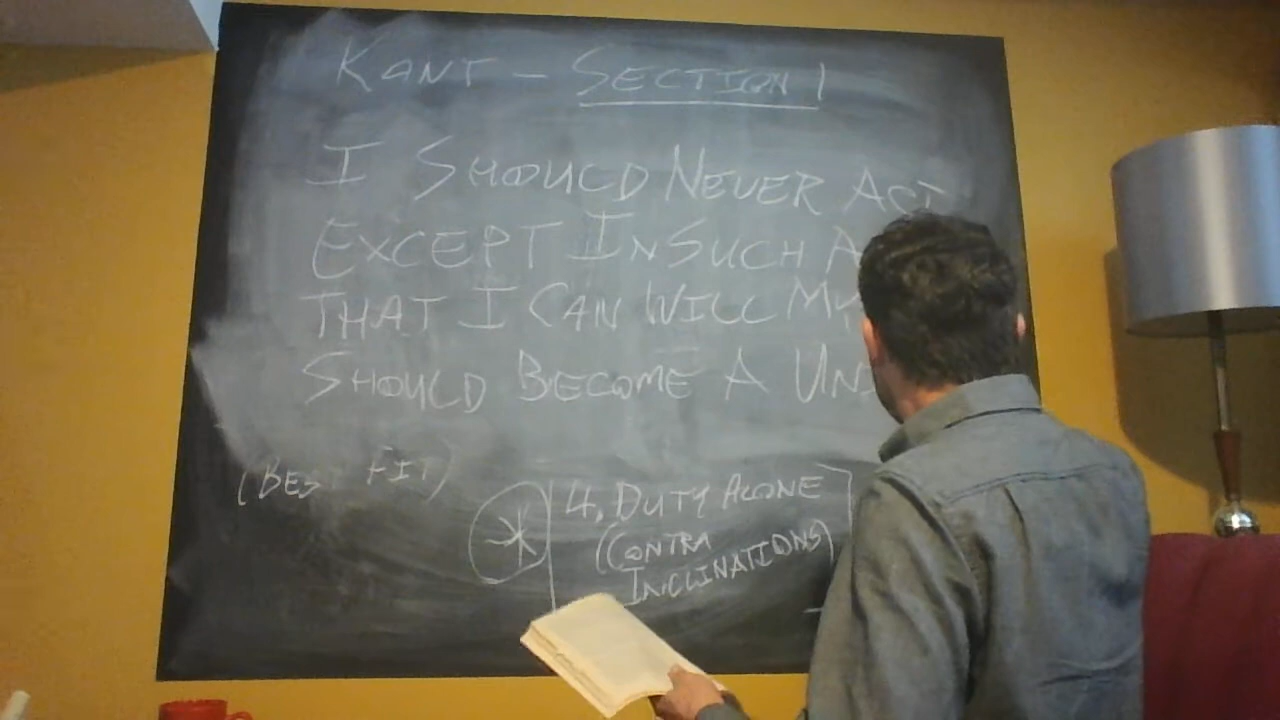 KANT - SECTION 1
I SHOULD NEVER ACT
EXCEPT IN SUCH A
THAT I CAN WILL MY
SHOULD BECOME A UNI
(BEST FIT)
* 4. DUTY ALONE
(CONTRA
INCLINATIONS)